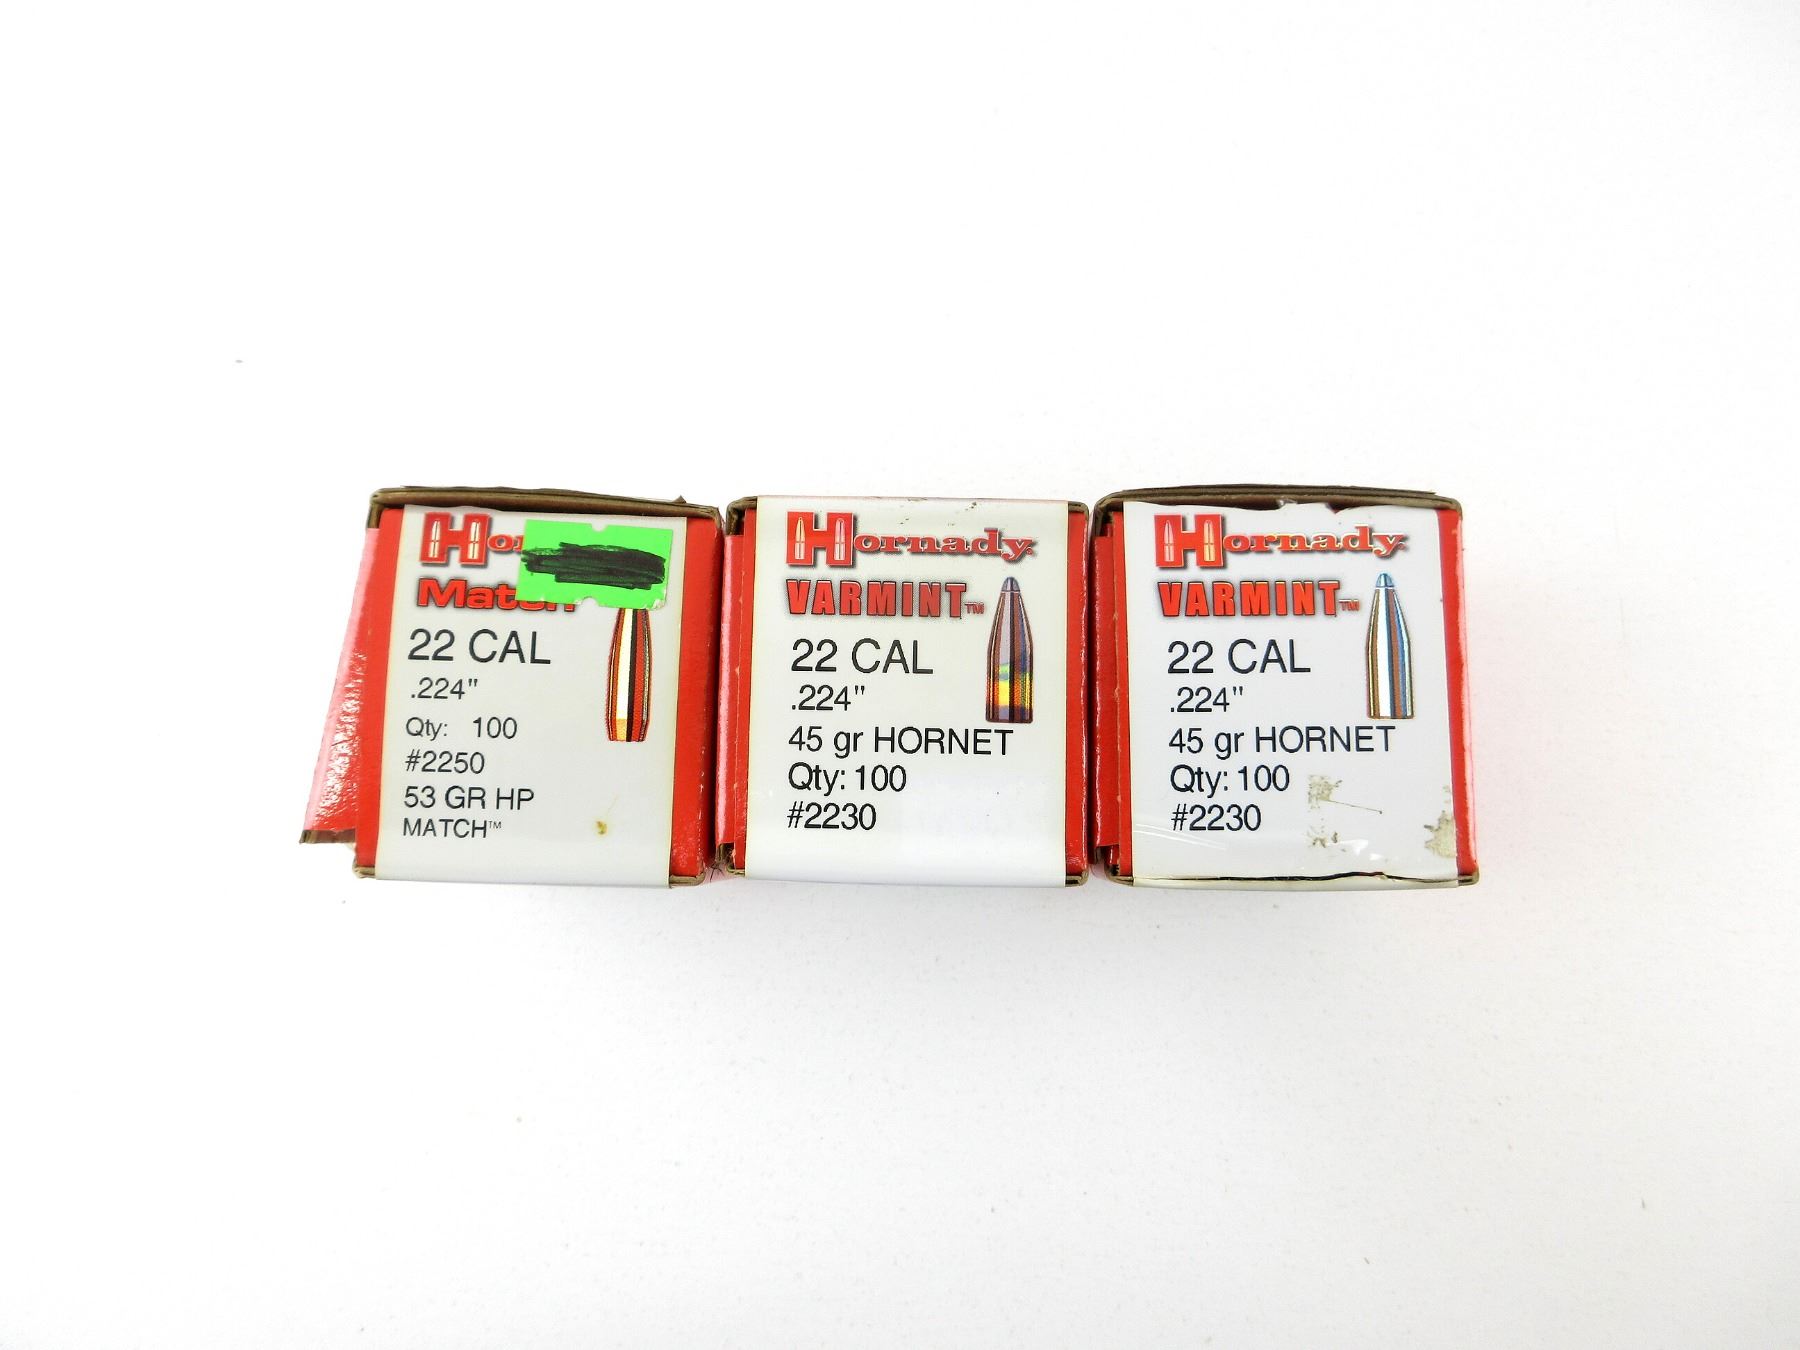 Match
22 CAL
.224"
Qty: 100
#2250
53 GR HP
MATCH™
Hornady
VARMINT™
22 CAL
.224"
45 gr HORNET
Qty: 100
#2230
Hornady
VARMINT™
22 CAL
.224"
45 gr HORNET
Qty: 100
#2230